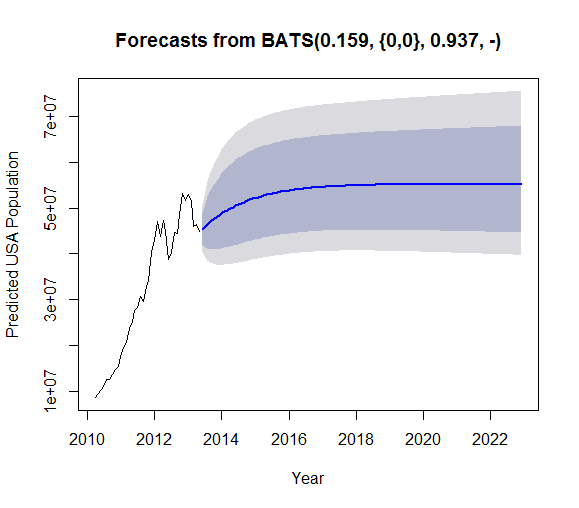 Forecasts from BATS(0.159, {0,0}, 0.937, -)
Predicted USA Population
7e+07
5e+07
3e+07
1e+07
2010 2012 2014 2016 2018 2020 2022
Year